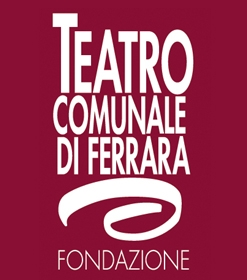 TEATRO
COMUNALE
DI FERRARA
FONDAZIONE